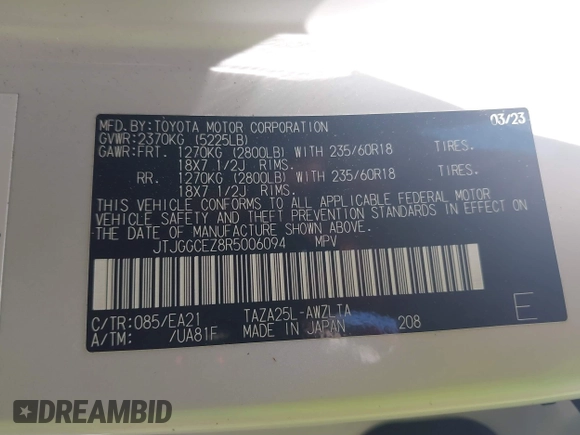 MFD.BY:TOYOTA MOTOR CORPORATION 03/23
GVWR:2370KG (5225LB)
GAWR:FRT. 1270KG (2800LB) WITH 235/60R18 TIRES.
18X7 1/2J RIMS.
RR. 1270KG (2800LB) WITH 235/60R18 TIRES.
18X7 1/2J RIMS.
THIS VEHICLE CONFORMS TO ALL APPLICABLE FEDERAL MOTOR
VEHICLE SAFETY AND THEFT PREVENTION STANDARDS IN EFFECT ON
THE DATE OF MANUFACTURE SHOWN ABOVE.
JTJGGCEZ8R5006094 MPV
C/TR:085/EA21 TAZA25L-AWZLTA
A/TM: /UA81F MADE IN JAPAN 208 E
DREAMBID